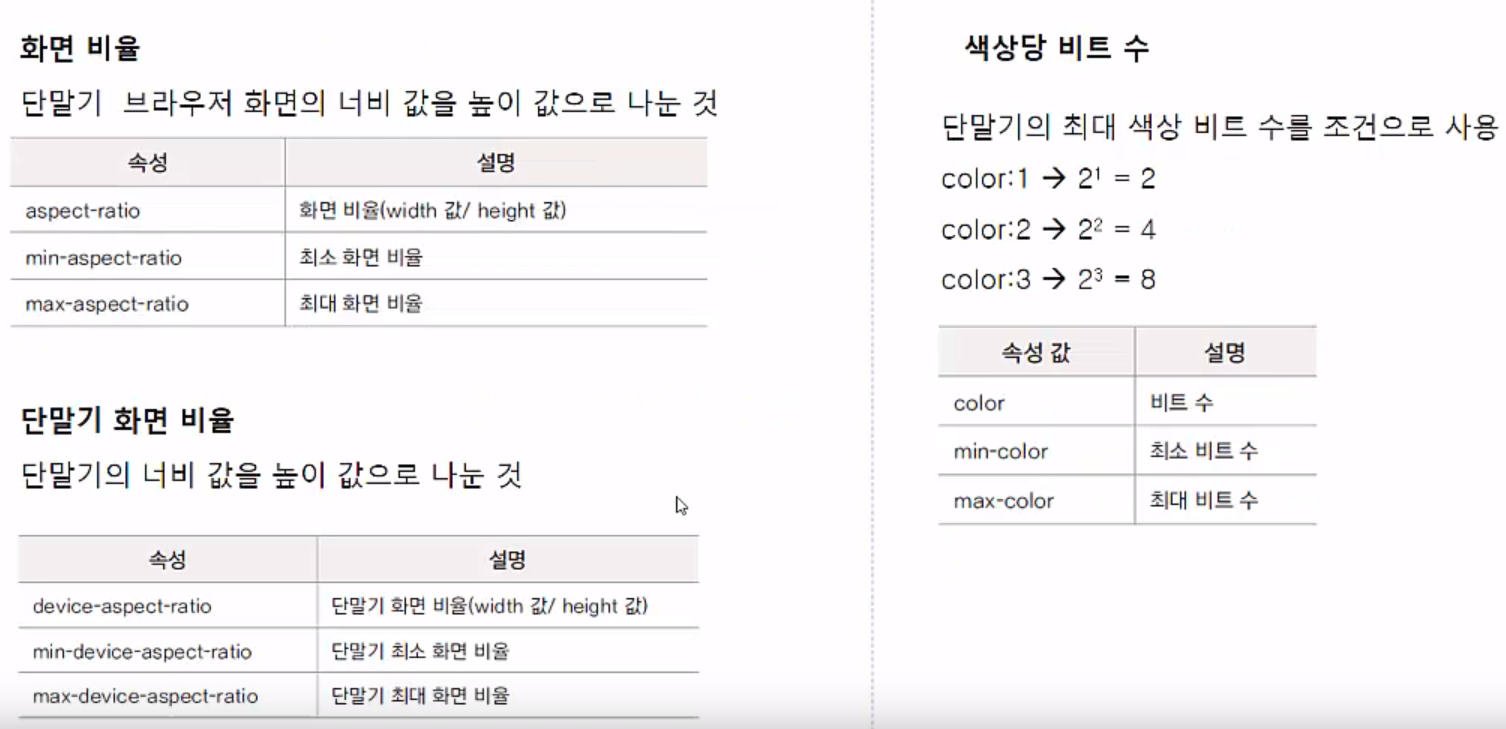 화면 비율
단말기 브라우저 화면의 너비 값을 높이 값으로 나눈 것
속성 설명
aspect-ratio 화면 비율(width 값/ height 값)
min-aspect-ratio 최소 화면 비율
max-aspect-ratio 최대 화면 비율
단말기 화면 비율
단말기의 너비 값을 높이 값으로 나눈 것
속성 설명
device-aspect-ratio 단말기 화면 비율(width 값/ height 값)
min-device-aspect-ratio 단말기 최소 화면 비율
max-device-aspect-ratio 단말기 최대 화면 비율
색상당 비트 수
단말기의 최대 색상 비트 수를 조건으로 사용
color:1 → 2¹ = 2
color:2 → 2² = 4
color:3 → 2³ = 8
속성 값 설명
color 비트 수
min-color 최소 비트 수
max-color 최대 비트 수